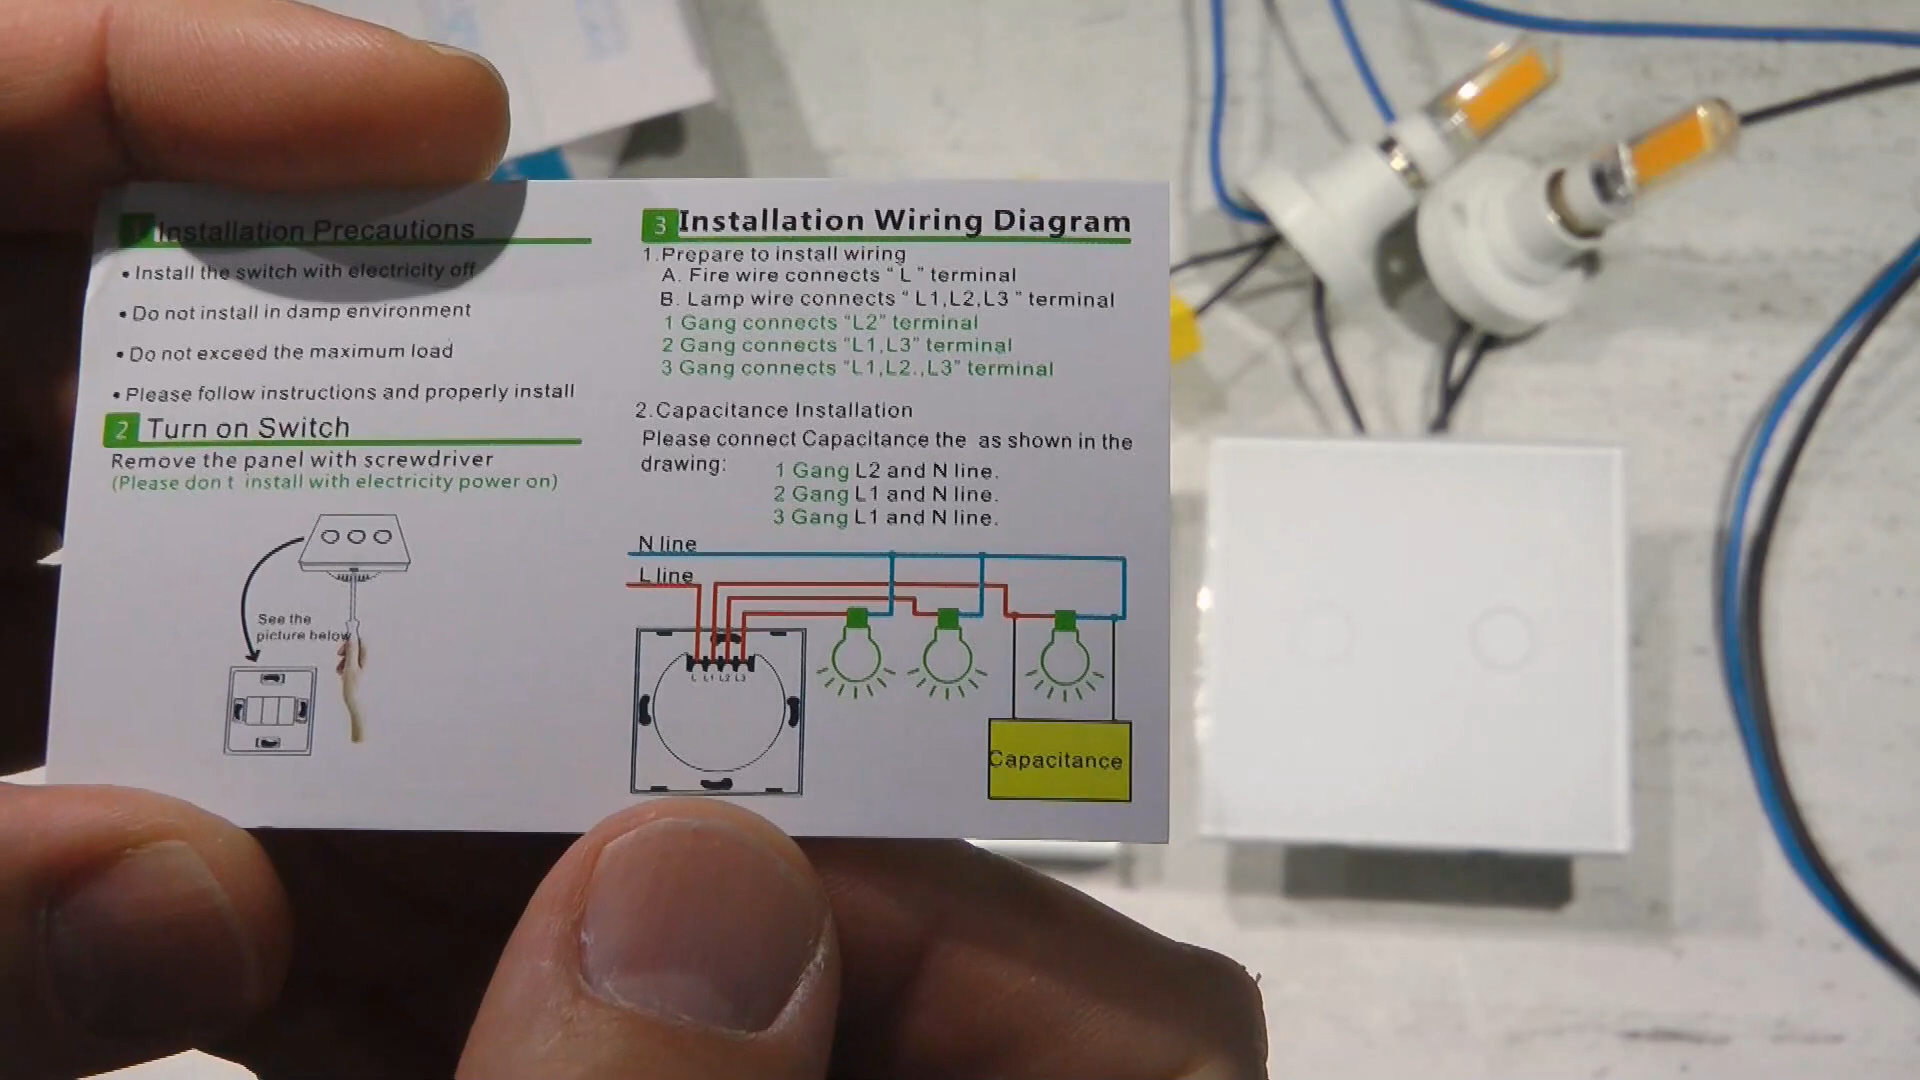 1 Installation Precautions
• Install the switch with electricity off
• Do not install in damp environment
• Do not exceed the maximum load
• Please follow instructions and properly install
2 Turn on Switch
Remove the panel with screwdriver
(Please don t install with electricity power on)
See the
picture below
3 Installation Wiring Diagram
1.Prepare to install wiring
A. Fire wire connects “ L ” terminal
B. Lamp wire connects “ L1,L2,L3 ” terminal
1 Gang connects “L2” terminal
2 Gang connects “L1,L3” terminal
3 Gang connects “L1,L2.,L3” terminal
2.Capacitance Installation
Please connect Capacitance the as shown in the
drawing:
1 Gang L2 and N line.
2 Gang L1 and N line.
3 Gang L1 and N line.
N line
L line
L L1 L2 L3
Capacitance